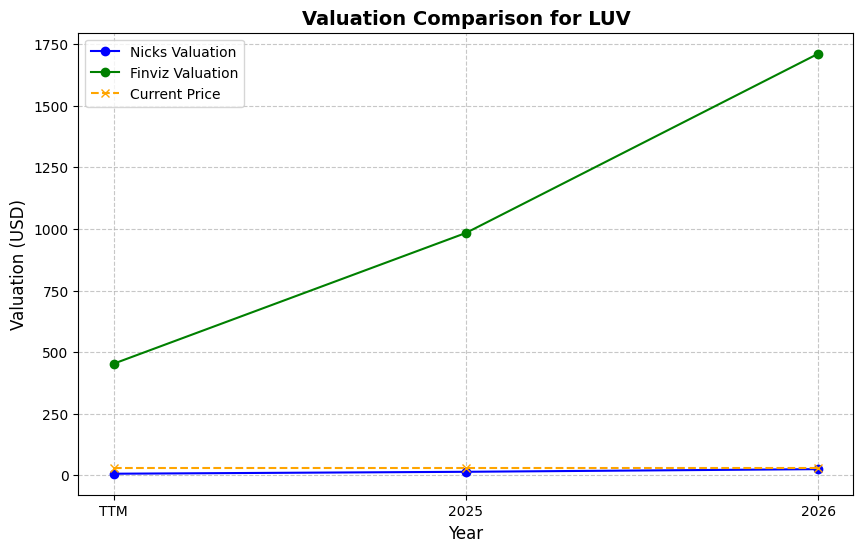 Valuation Comparison for LUV
Nicks Valuation
Finviz Valuation
Current Price
Valuation (USD)
1750
1500
1250
1000
750
500
250
0
TTM
2025
2026
Year